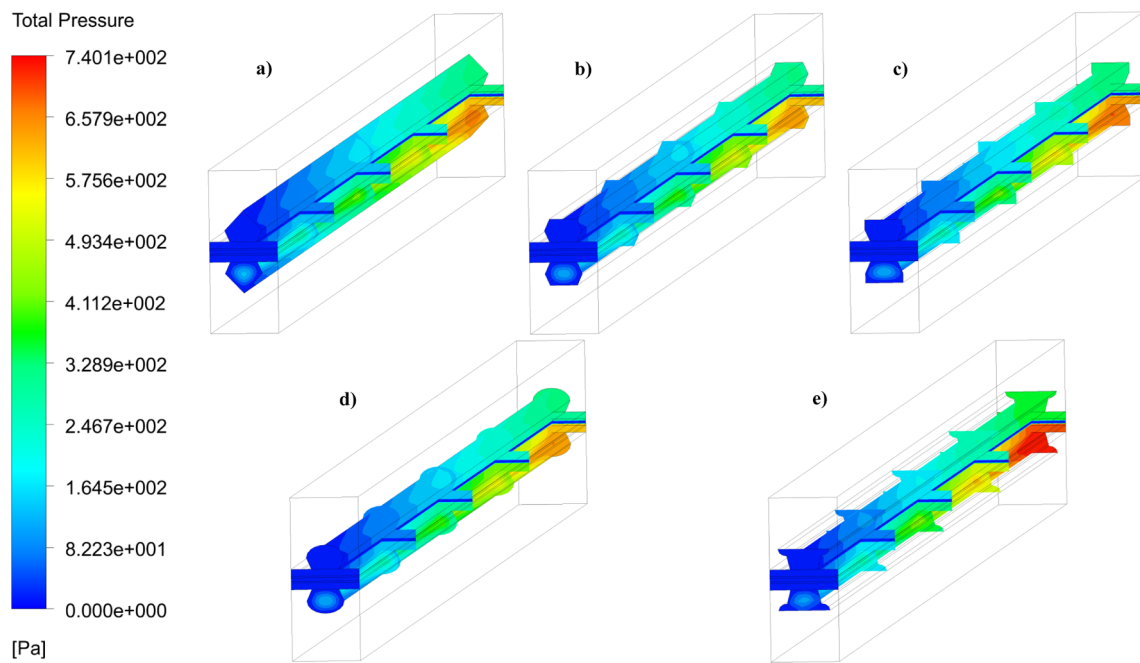 Total Pressure
7.401e+002
6.579e+002
5.756e+002
4.934e+002
4.112e+002
3.289e+002
2.467e+002
1.645e+002
8.223e+001
0.000e+000
[Pa]
a)
b)
c)
d)
e)